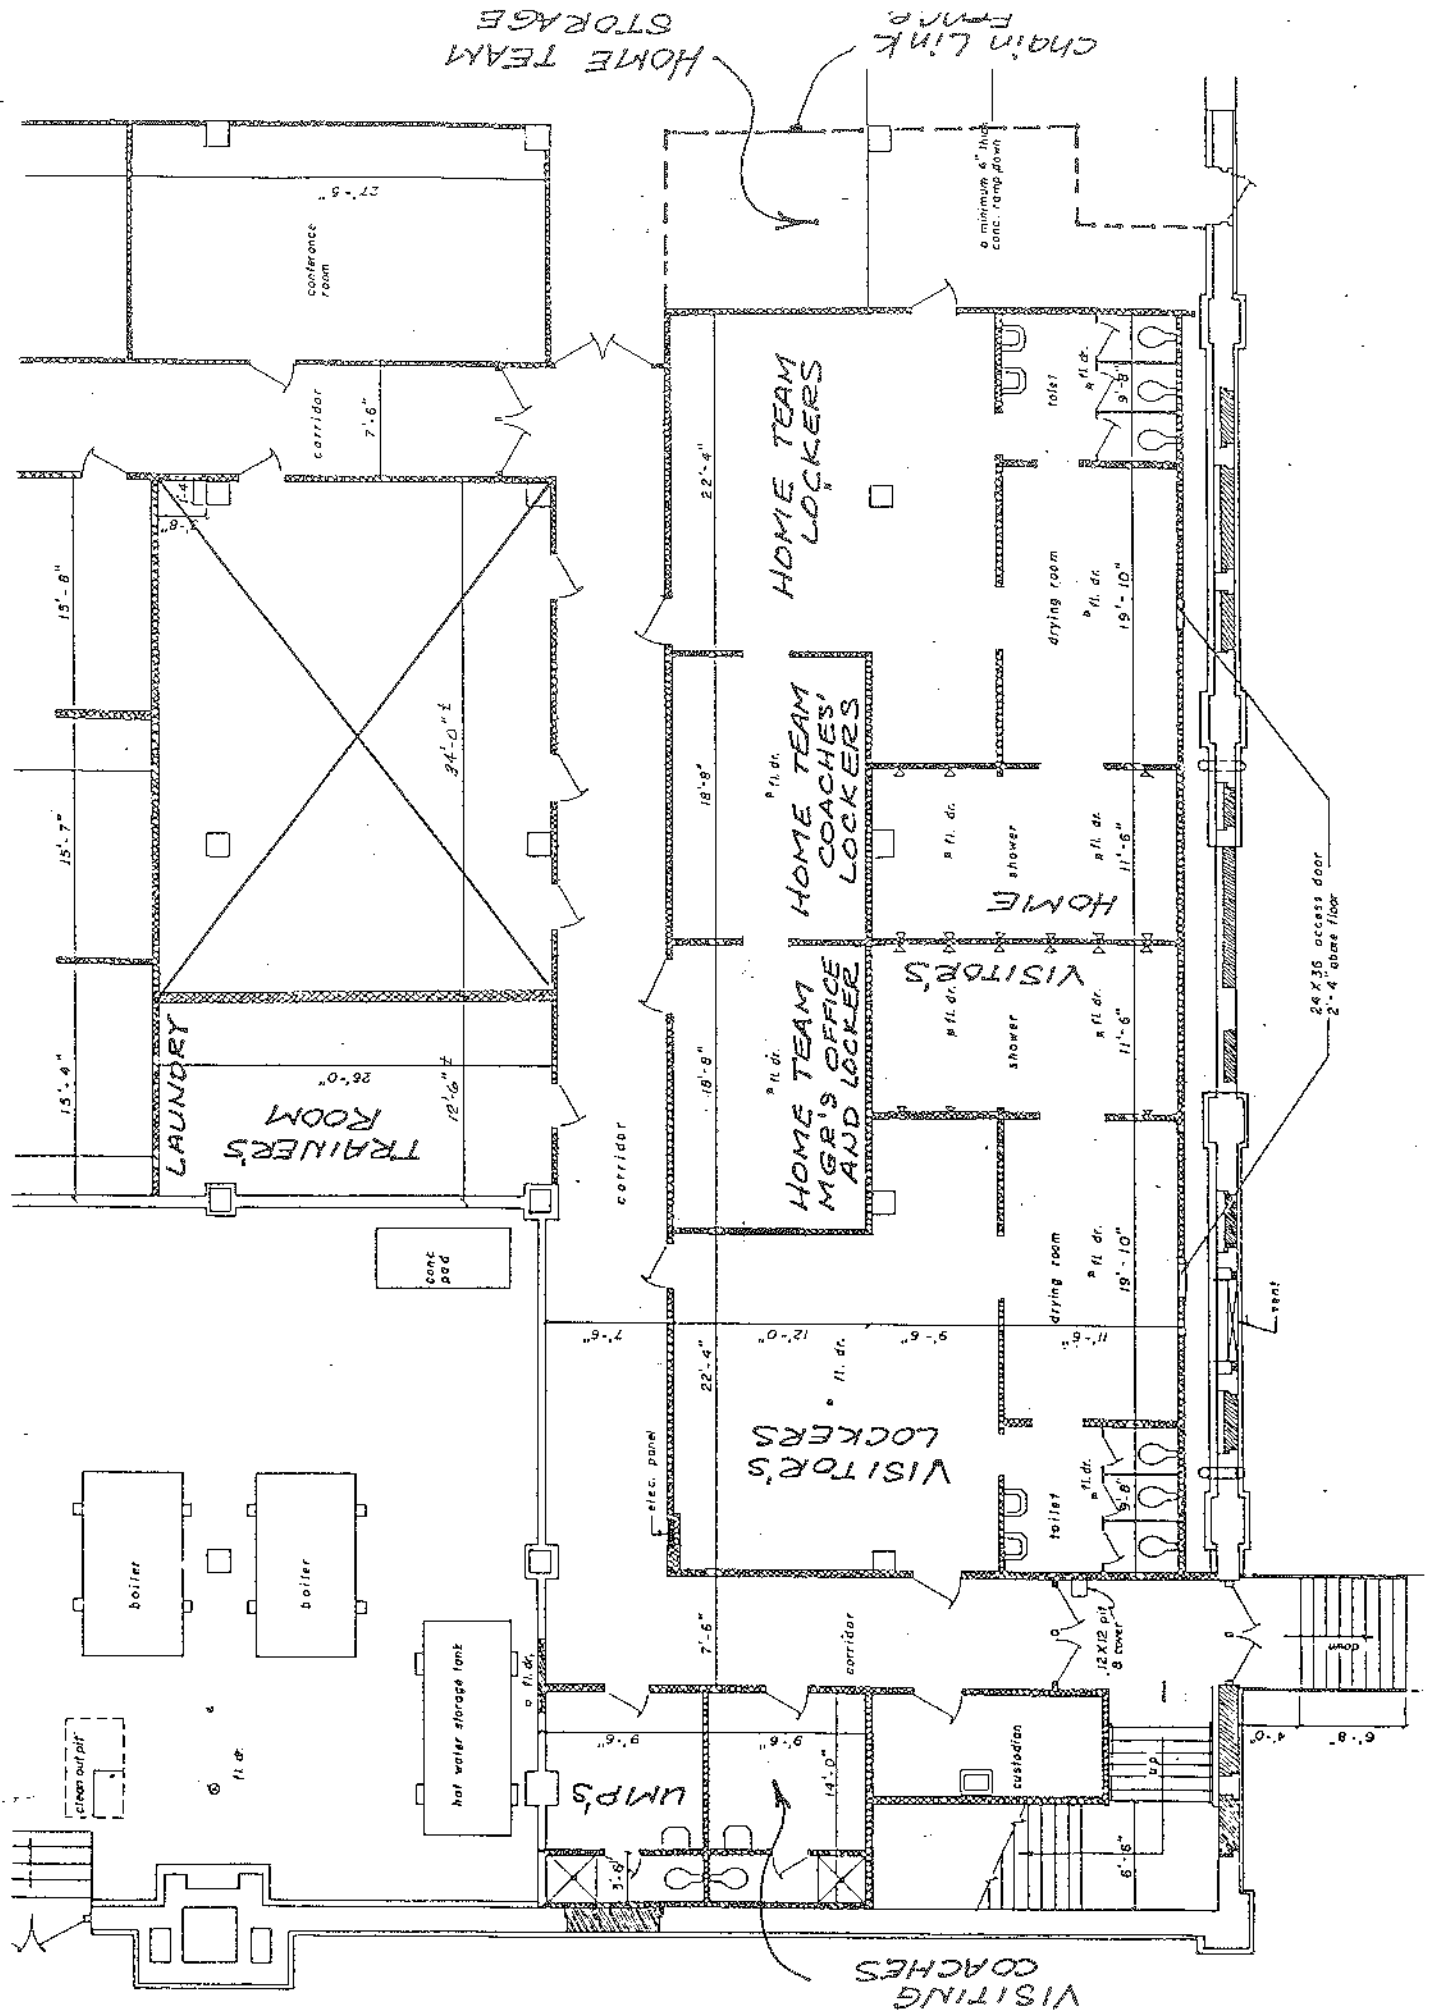 HOME TEAM
STORAGE
Chain Link
Fence
27'-5"
conference
room
a minimum 6" thick
conc. ramp down
corridor
7'-6"
1'-4"
3'-8"
22'-4"
HOME TEAM
LOCKERS
toilet
fl. dr.
9'-8"
15'-8"
34'-0" ±
drying room
fl. dr.
19'-10"
15'-7"
18'-8"
fl. dr.
HOME TEAM
COACHES'
LOCKERS
fl. dr.
shower
fl. dr.
11'-6"
HOME
24 X 36 access door
2'-4" above floor
VISITOR'S
fl. dr.
shower
fl. dr.
11'-6"
15'-4"
LAUNDRY
26'-0"
TRAINER'S
ROOM
12'-6" ±
corridor
18'-8"
fl. dr.
HOME TEAM
MGR'S OFFICE
AND LOCKER
conc
pad
drying room
fl. dr.
19'-10"
vent
7'-6"
12'-0"
9'-6"
11'-6"
22'-4"
fl. dr.
VISITOR'S
LOCKERS
elec. panel
toilet
fl. dr.
9'-8"
boiler
boiler
hot water storage tank
fl. dr.
7'-6"
corridor
12X12 pit
& cover
down
clean out pit
fl. dr.
9'-6"
9'-6"
UMP'S
14'-0"
custodian
up
4'-0"
6'-8"
3'-6"
6'-6"
VISITING
COACHES